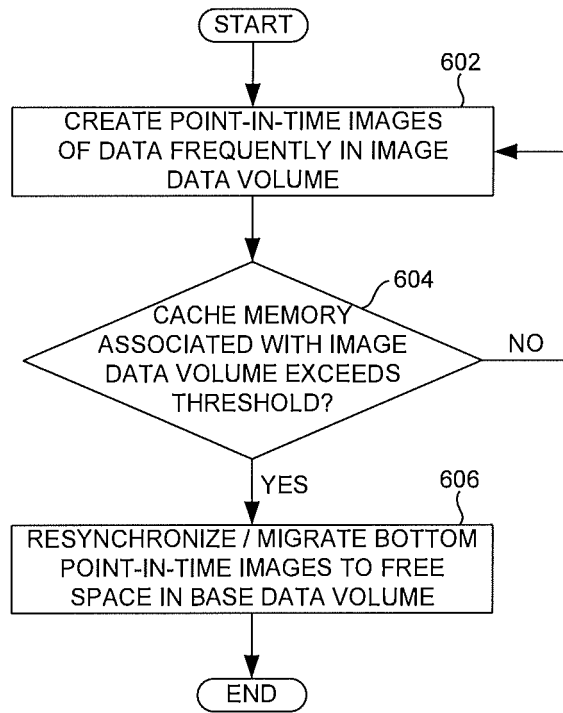 START
602
CREATE POINT-IN-TIME IMAGES
OF DATA FREQUENTLY IN IMAGE
DATA VOLUME
604
CACHE MEMORY
ASSOCIATED WITH IMAGE
DATA VOLUME EXCEEDS
THRESHOLD?
NO
YES
606
RESYNCHRONIZE / MIGRATE BOTTOM
POINT-IN-TIME IMAGES TO FREE
SPACE IN BASE DATA VOLUME
END